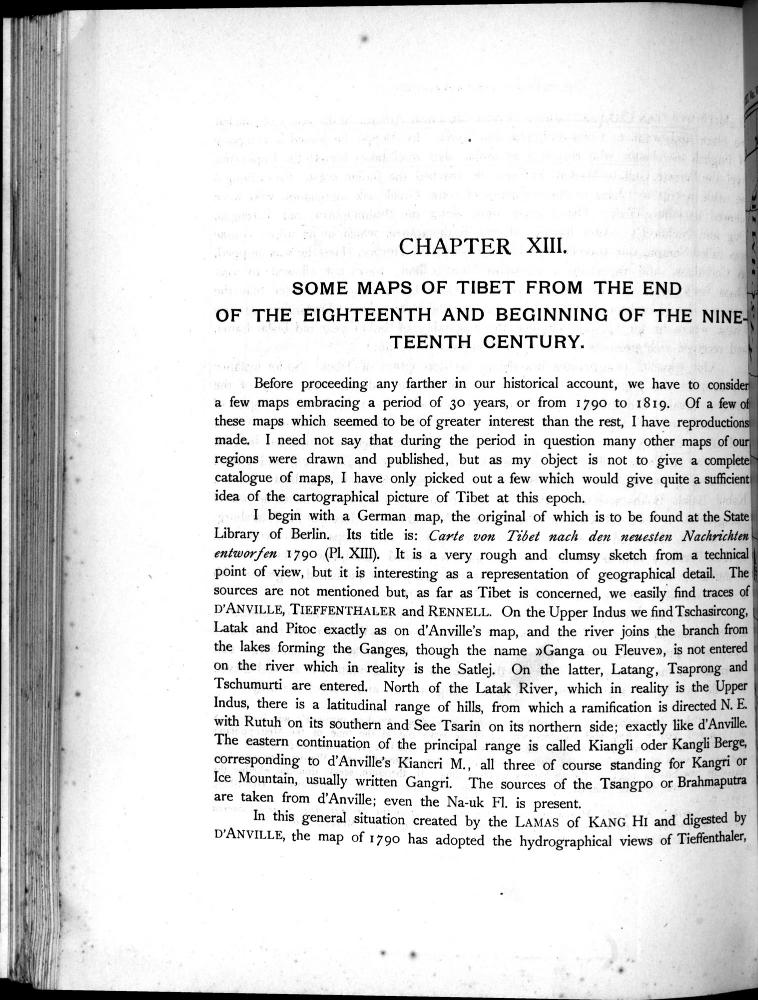 CHAPTER XIII.
SOME MAPS OF TIBET FROM THE END
OF THE EIGHTEENTH AND BEGINNING OF THE NINE-
TEENTH CENTURY.
Before proceeding any farther in our historical account, we have to consider
a few maps embracing a period of 30 years, or from 1790 to 1819. Of a few of
these maps which seemed to be of greater interest than the rest, I have reproductions
made. I need not say that during the period in question many other maps of our
regions were drawn and published, but as my object is not to give a complete
catalogue of maps, I have only picked out a few which would give quite a sufficient
idea of the cartographical picture of Tibet at this epoch.
I begin with a German map, the original of which is to be found at the State
Library of Berlin. Its title is: Carte von Tibet nach den neuesten Nachrichten
entworfen 1790 (Pl. XIII). It is a very rough and clumsy sketch from a technical
point of view, but it is interesting as a representation of geographical detail. The
sources are not mentioned but, as far as Tibet is concerned, we easily find traces of
D'ANVILLE, TIEFFENTHALER and RENNELL. On the Upper Indus we find Tschasircong,
Latak and Pitoc exactly as on d'Anville's map, and the river joins the branch from
the lakes forming the Ganges, though the name »Ganga ou Fleuve», is not entered
on the river which in reality is the Satlej. On the latter, Latang, Tsaprong and
Tschumurti are entered. North of the Latak River, which in reality is the Upper
Indus, there is a latitudinal range of hills, from which a ramification is directed N. E.
with Rutuh on its southern and See Tsarin on its northern side; exactly like d'Anville.
The eastern continuation of the principal range is called Kiangli oder Kangli Berge,
corresponding to d'Anville's Kiancri M., all three of course standing for Kangri or
Ice Mountain, usually written Gangri. The sources of the Tsangpo or Brahmaputra
are taken from d'Anville; even the Na-uk Fl. is present.
In this general situation created by the LAMAS of KANG HI and digested by
D'ANVILLE, the map of 1790 has adopted the hydrographical views of Tieffenthaler,